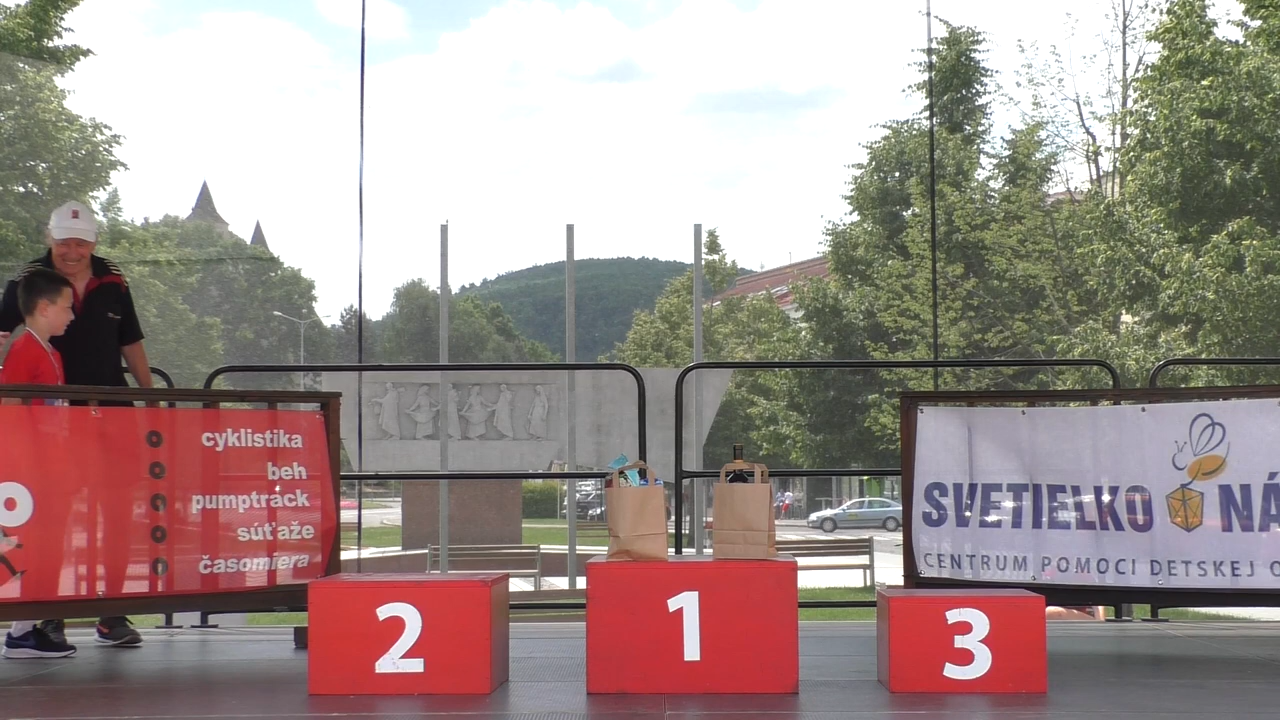 cyklistika
beh
pumptrack
súťaže
časomiera
O
SVETIELKO NÁ
CENTRUM POMOCI DETSKEJ O
2
1
3